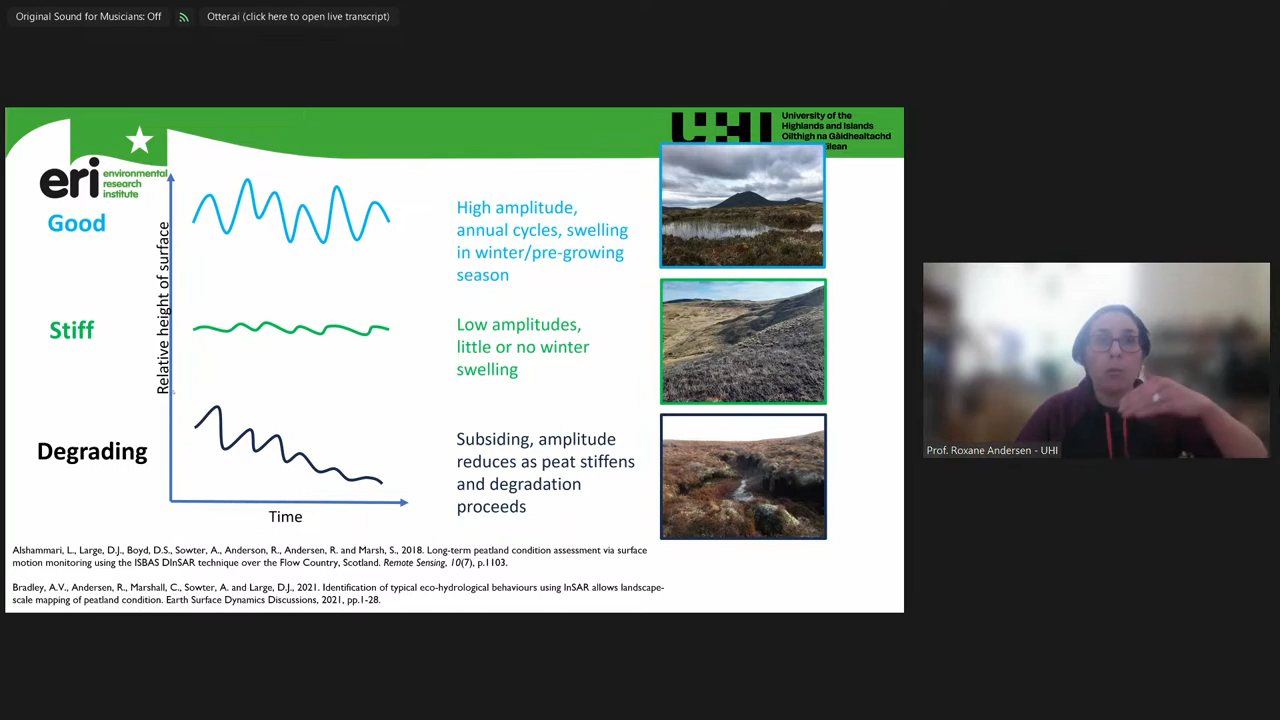 Original Sound for Musicians: Off
Otter.ai (click here to open live transcript)
UHI
University of the
Highlands and Islands
Oilthigh na Gàidhealtachd
eilean
eri
environmental
research
institute
Good
Stiff
Degrading
Relative height of surface
Time
High amplitude,
annual cycles, swelling
in winter/pre-growing
season
Low amplitudes,
little or no winter
swelling
Subsiding, amplitude
reduces as peat stiffens
and degradation
proceeds
Alshammari, L., Large, D.J., Boyd, D.S., Sowter, A., Anderson, R., Andersen, R. and Marsh, S., 2018. Long-term peatland condition assessment via surface
motion monitoring using the ISBAS DInSAR technique over the Flow Country, Scotland. Remote Sensing, 10(7), p.1103.
Bradley, A.V., Andersen, R., Marshall, C., Sowter, A. and Large, D.J., 2021. Identification of typical eco-hydrological behaviours using InSAR allows landscape-
scale mapping of peatland condition. Earth Surface Dynamics Discussions, 2021, pp.1-28.
Prof. Roxane Andersen - UHI